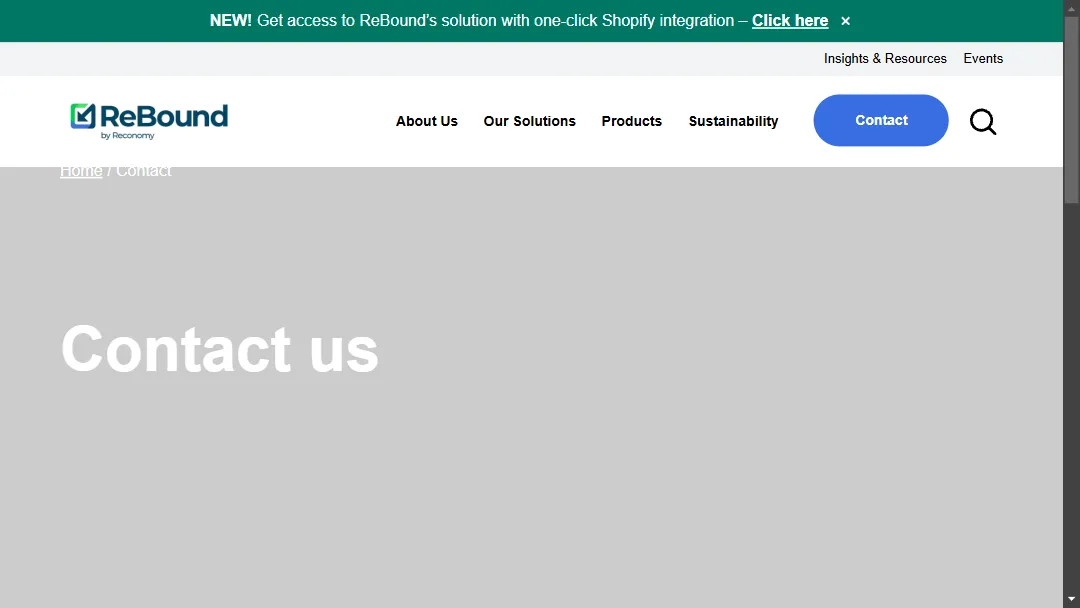 NEW! Get access to ReBound's solution with one-click Shopify integration – Click here ×
Insights & Resources Events
ReBound
by Reconomy
About Us Our Solutions Products Sustainability Contact
Home / Contact
Contact us